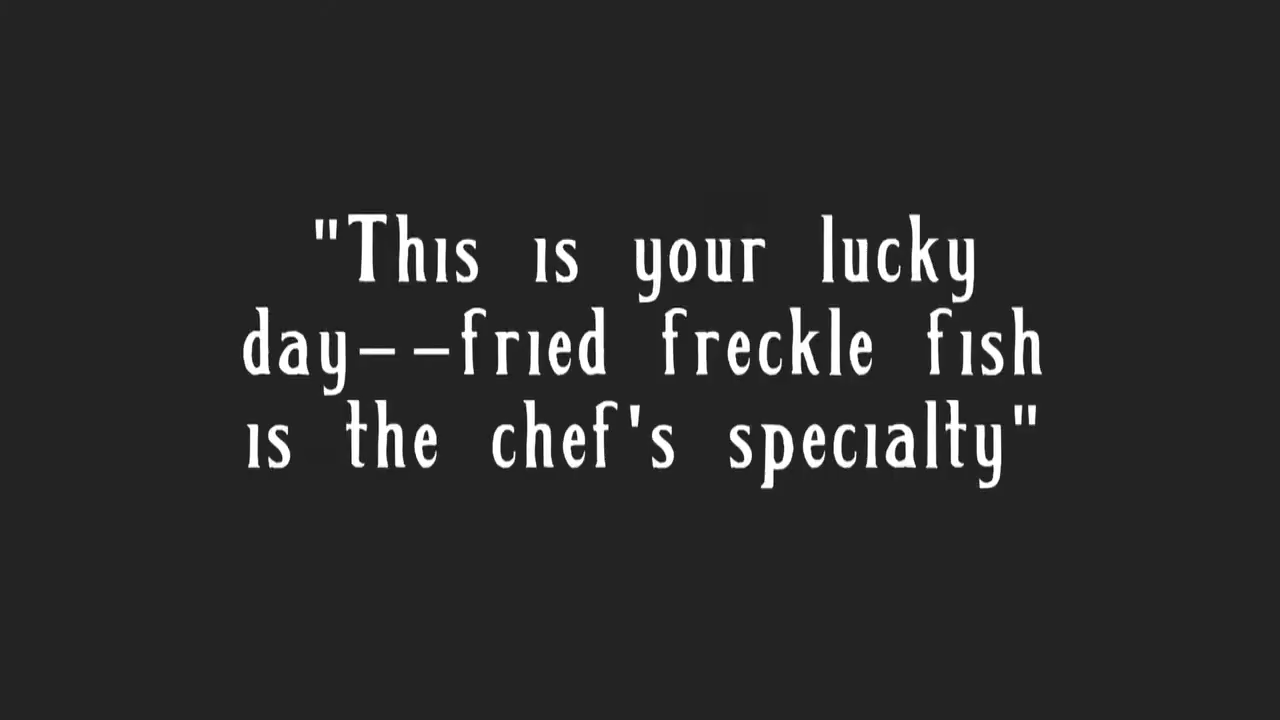 "This is your lucky
day--fried freckle fish
is the chef's specialty"